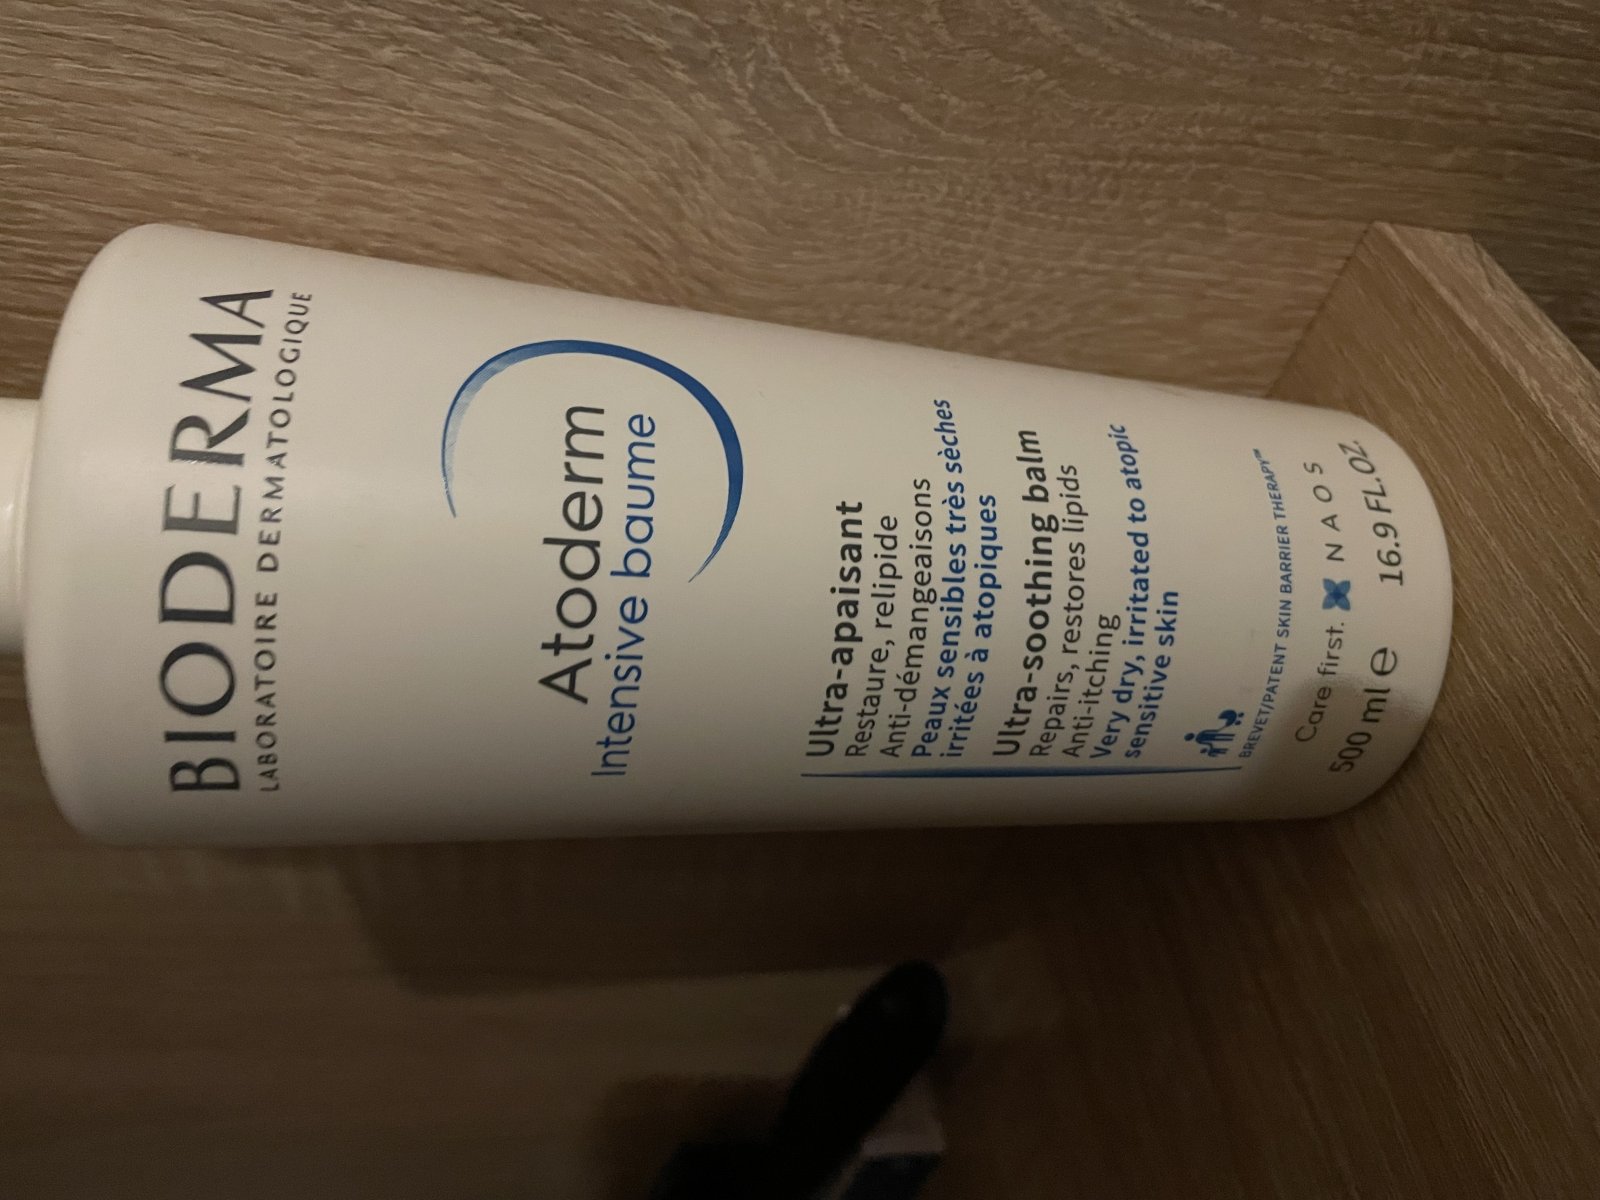 BIODERMA
LABORATOIRE DERMATOLOGIQUE
Atoderm
Intensive baume
Ultra-apaisant
Restaure, relipide
Anti-démangeaisons
Peaux sensibles très sèches
irritées à atopiques
Ultra-soothing balm
Repairs, restores lipids
Anti-itching
Very dry, irritated to atopic
sensitive skin
BREVET/PATENT SKIN BARRIER THERAPY™
Care first. NAOS
500 ml ℮ 16.9 FL.OZ.